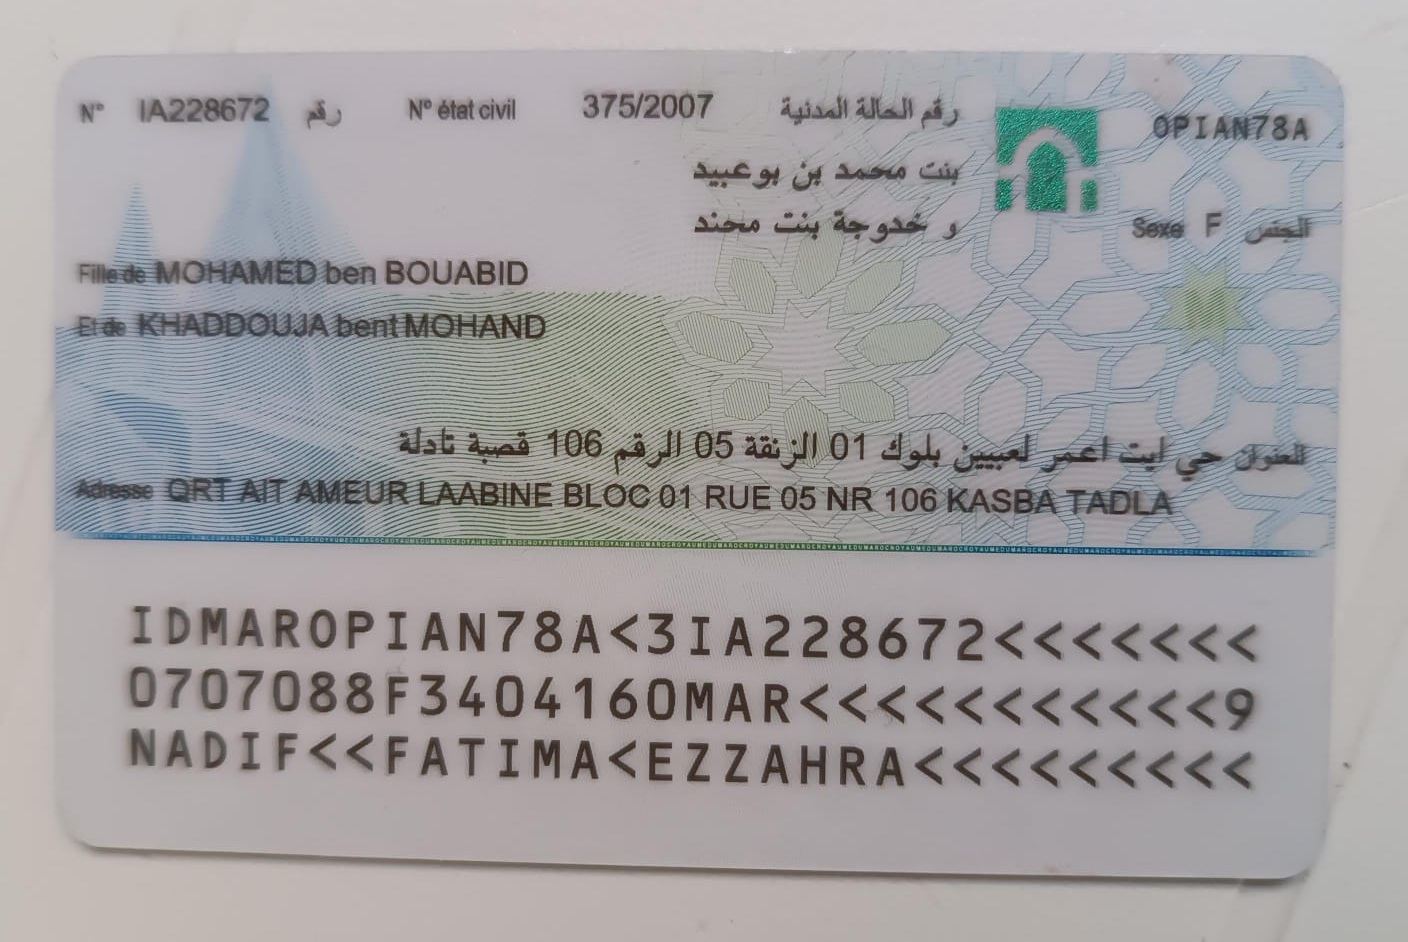 N° IA228672 رقم N° état civil 375/2007 رقم الحالة المدنية
OPIAN78A
بنت محمد بن بوعبيد
و خدوجة بنت محند
Sexe F الجنس
Fille de MOHAMED ben BOUABID
Et de KHADDOUJA bent MOHAND
العنوان حي ايت اعمر لعبيين بلوك 01 الزنقة 05 الرقم 106 قصبة تادلة
Adresse QRT AIT AMEUR LAABINE BLOC 01 RUE 05 NR 106 KASBA TADLA
IDMAROPIAN78A<3IA228672<<<<<<<
0707088F3404160MAR<<<<<<<<<<<9
NADIF<<FATIMA<EZZAHRA<<<<<<<<<